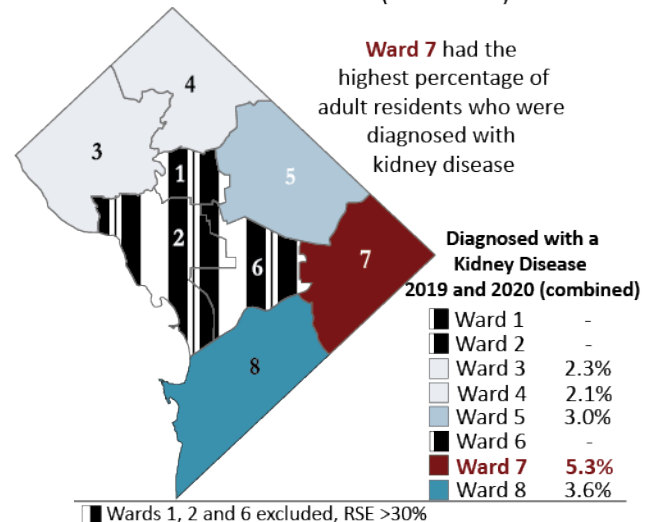 Ward 7 had the
highest percentage of
adult residents who were
diagnosed with
kidney disease
4
3
1
5
2
6
7
8
Diagnosed with a
Kidney Disease
2019 and 2020 (combined)
Ward 1 -
Ward 2 -
Ward 3 2.3%
Ward 4 2.1%
Ward 5 3.0%
Ward 6 -
Ward 7 5.3%
Ward 8 3.6%
Wards 1, 2 and 6 excluded, RSE >30%